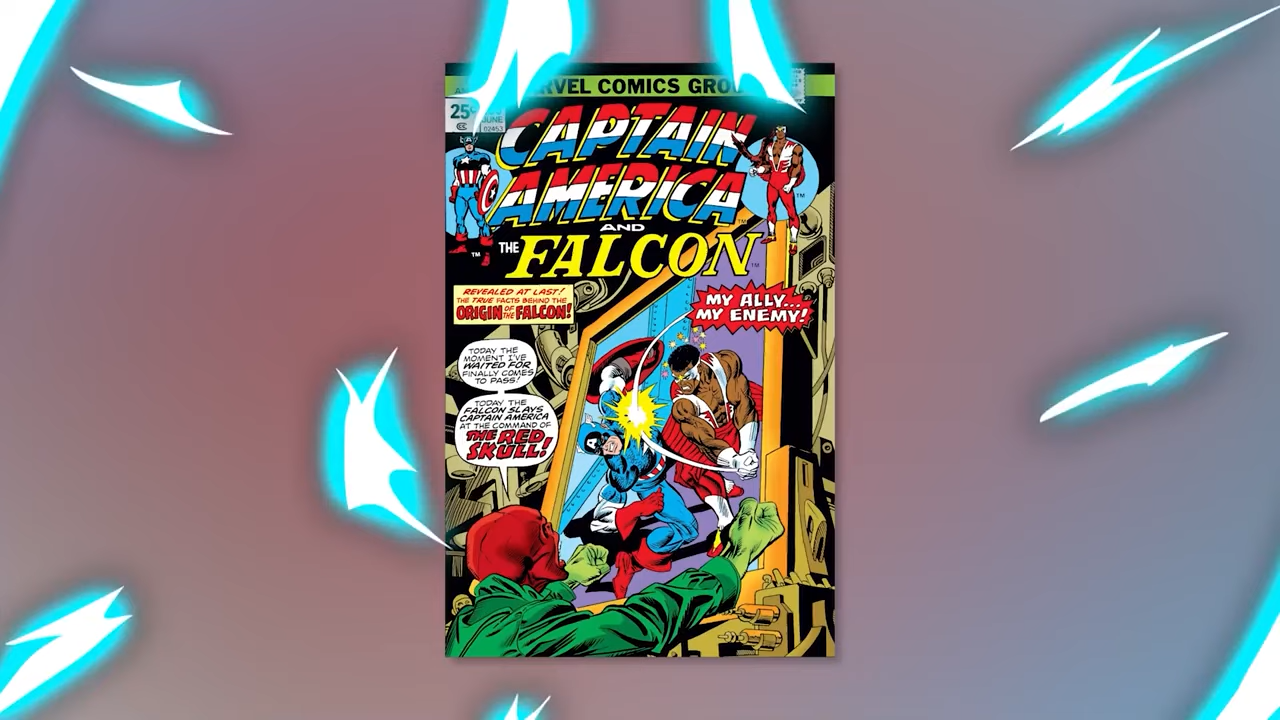 MARVEL COMICS GROUP
25¢
JUNE
02453
CAPTAIN
AMERICA
AND
THE FALCON
TM
REVEALED AT LAST!
THE TRUE FACTS BEHIND THE
ORIGIN OF THE FALCON!
MY ALLY...
MY ENEMY!
TODAY THE
MOMENT I'VE
WAITED FOR
FINALLY COMES
TO PASS!
TODAY THE
FALCON SLAYS
CAPTAIN AMERICA
AT THE COMMAND OF
THE RED
SKULL!